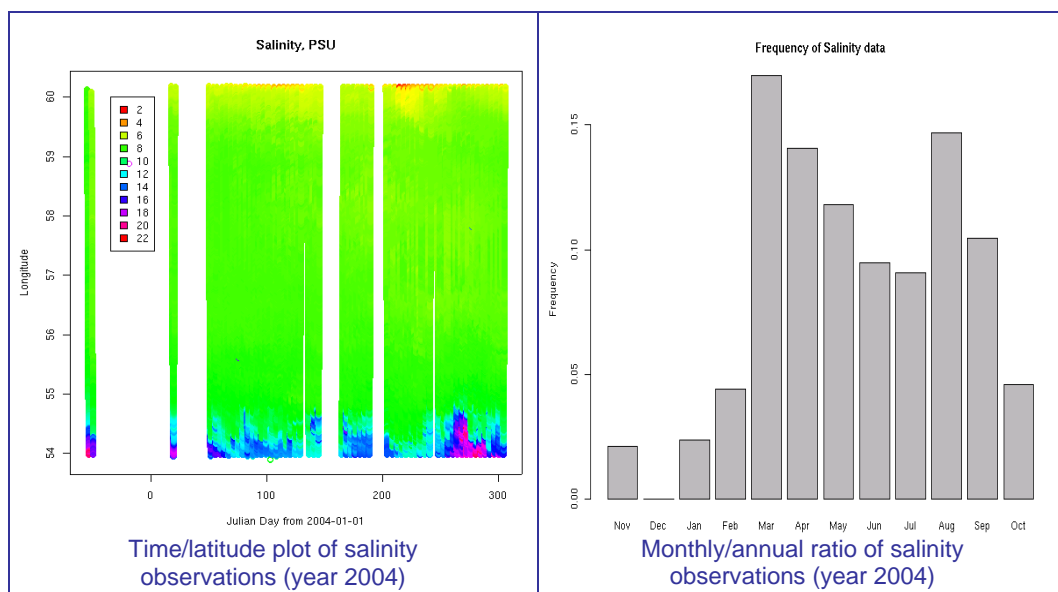 Salinity, PSU
60
59
58
57
56
55
54
Longitude
2
4
6
8
10
12
14
16
18
20
22
0
100
200
300
Julian Day from 2004-01-01
Time/latitude plot of salinity
observations (year 2004)
Frequency of Salinity data
0.15
0.10
0.05
0.00
Frequency
Nov Dec Jan Feb Mar Apr May Jun Jul Aug Sep Oct
Monthly/annual ratio of salinity
observations (year 2004)